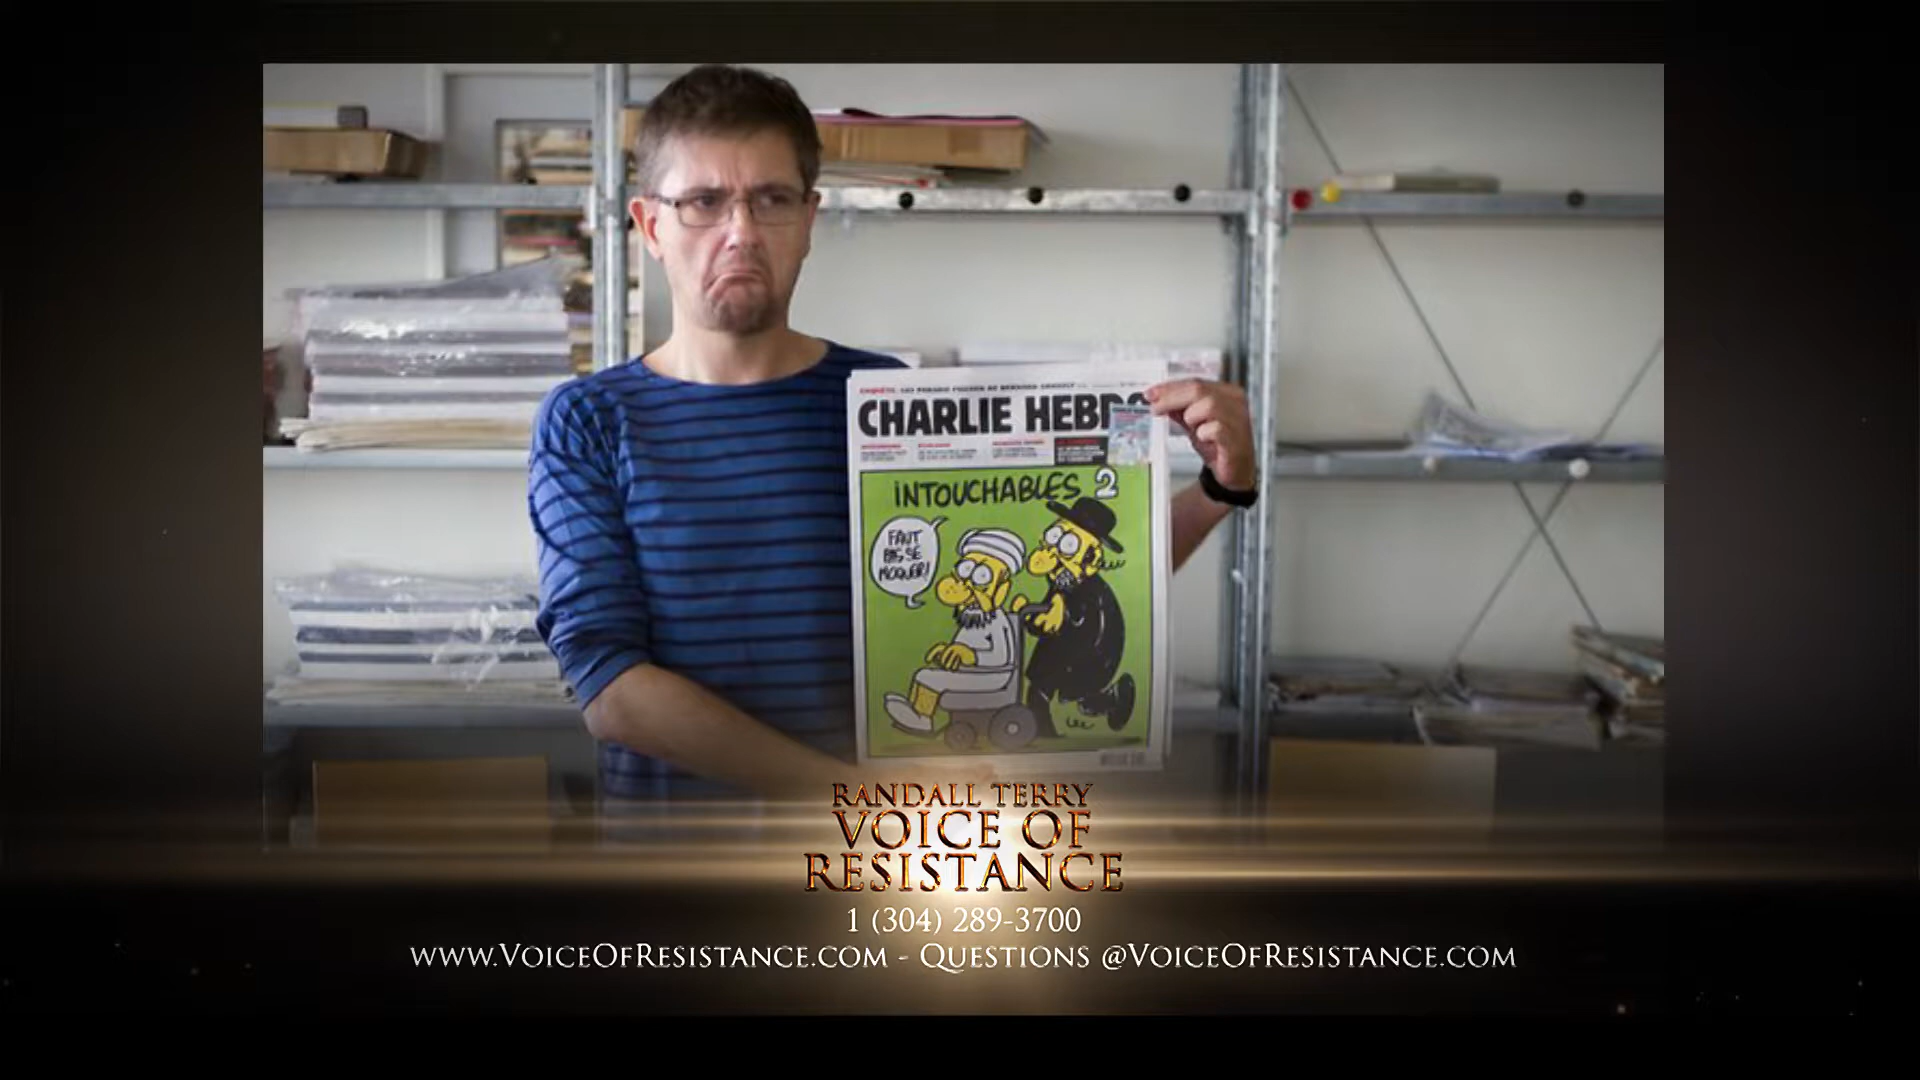 CHARLIE HEBDO
INTOUCHABLES 2
FAUT
PAS SE
MOQUER!
RANDALL TERRY
VOICE OF
RESISTANCE
1 (304) 289-3700
WWW.VOICEOFRESISTANCE.COM - QUESTIONS @VOICEOFRESISTANCE.COM